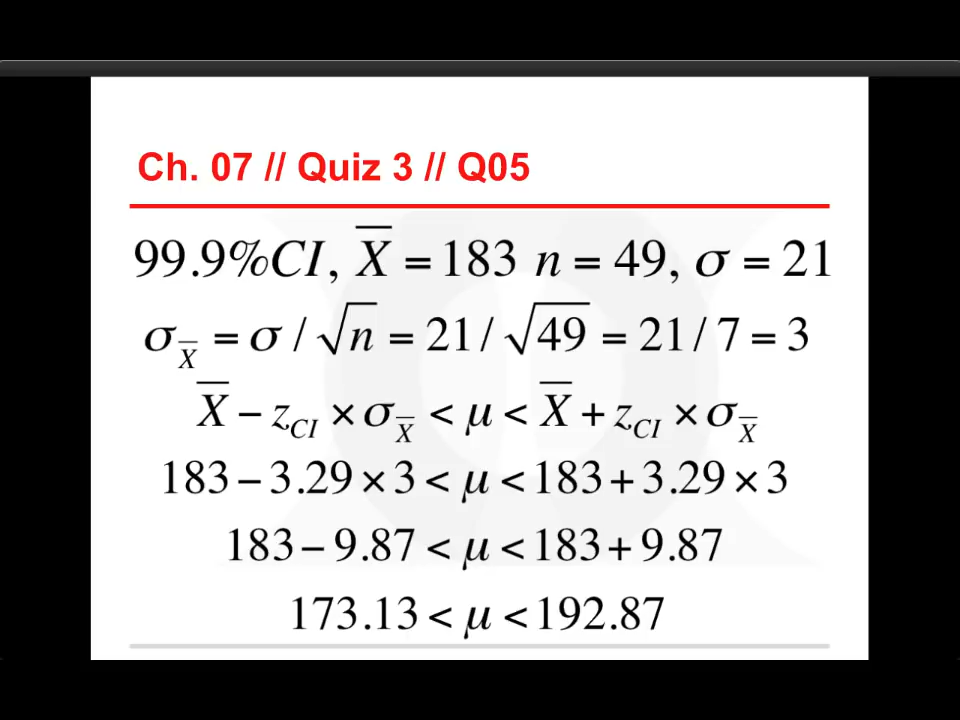 Ch. 07 // Quiz 3 // Q05
99.9%CI, X̅ = 183 n = 49, σ = 21
σ_X̅ = σ / √n = 21 / √49 = 21 / 7 = 3
X̅ − z_CI × σ_X̅ < μ < X̅ + z_CI × σ_X̅
183 − 3.29 × 3 < μ < 183 + 3.29 × 3
183 − 9.87 < μ < 183 + 9.87
173.13 < μ < 192.87